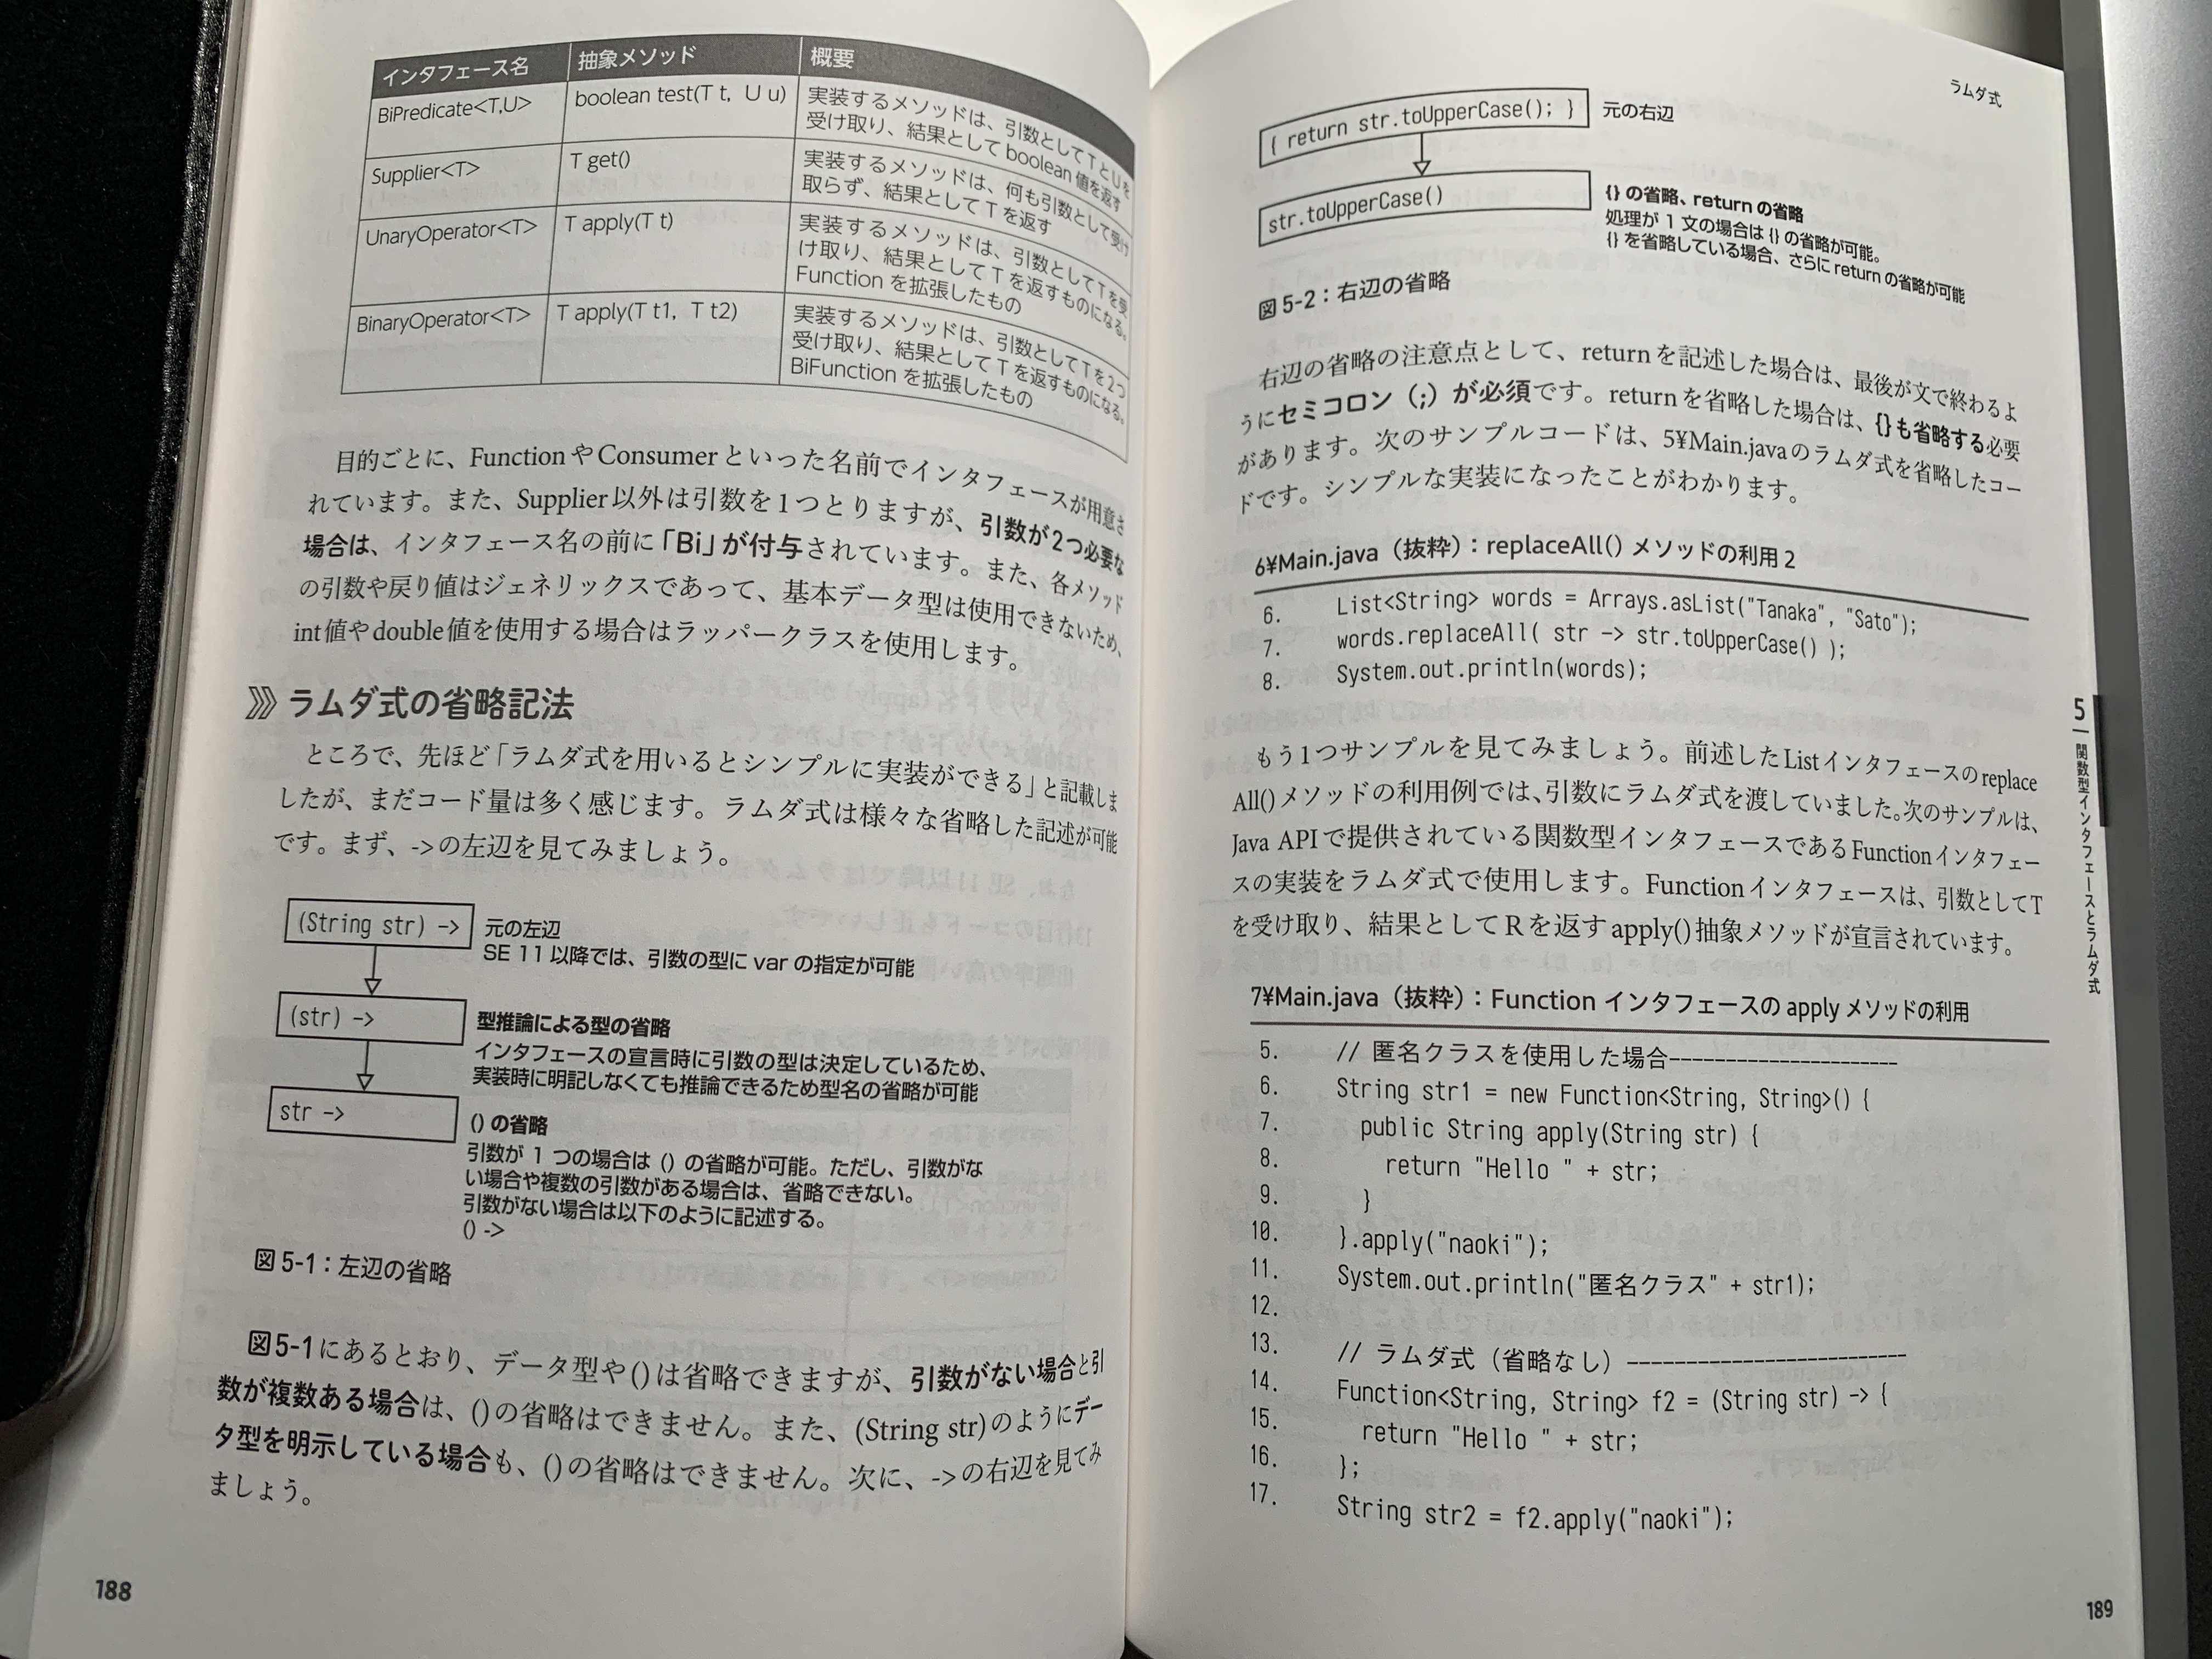 インタフェース名 抽象メソッド 概要
BiPredicate<T,U> boolean test(T t, U u) 実装するメソッドは、引数としてTとUを
受け取り、結果として boolean 値を返す
Supplier<T> T get() 実装するメソッドは、何も引数として受け
取らず、結果として T を返す
UnaryOperator<T> T apply(T t) 実装するメソッドは、引数としてTを受
け取り、結果として T を返すものになる。
Function を拡張したもの
BinaryOperator<T> T apply(T t1, T t2) 実装するメソッドは、引数としてTを2つ
受け取り、結果として T を返すものになる。
BiFunction を拡張したもの
目的ごとに、FunctionやConsumerといった名前でインタフェースが用意さ
れています。また、Supplier以外は引数を1つとりますが、引数が2つ必要な
場合は、インタフェース名の前に「Bi」が付与されています。また、各メソッド
の引数や戻り値はジェネリックスであって、基本データ型は使用できないため、
int値やdouble値を使用する場合はラッパークラスを使用します。
ラムダ式の省略記法
ところで、先ほど「ラムダ式を用いるとシンプルに実装ができる」と記載しま
したが、まだコード量は多く感じます。ラムダ式は様々な省略した記述が可能
です。まず、->の左辺を見てみましょう。
(String str) -> 元の左辺
SE 11 以降では、引数の型に var の指定が可能
(str) -> 型推論による型の省略
インタフェースの宣言時に引数の型は決定しているため、
実装時に明記しなくても推論できるため型名の省略が可能
str -> () の省略
引数が 1 つの場合は () の省略が可能。ただし、引数がな
い場合や複数の引数がある場合は、省略できない。
引数がない場合は以下のように記述する。
() ->
図 5-1：左辺の省略
図5-1にあるとおり、データ型や()は省略できますが、引数がない場合と引
数が複数ある場合は、()の省略はできません。また、(String str)のようにデー
タ型を明示している場合も、()の省略はできません。次に、->の右辺を見てみ
ましょう。
188
ラムダ式
{ return str.toUpperCase(); } 元の右辺
str.toUpperCase() {} の省略、return の省略
処理が 1 文の場合は {} の省略が可能。
{} を省略している場合、さらに return の省略が可能
図 5-2：右辺の省略
右辺の省略の注意点として、returnを記述した場合は、最後が文で終わるよ
うにセミコロン（;）が必須です。returnを省略した場合は、{}も省略する必要
があります。次のサンプルコードは、5¥Main.javaのラムダ式を省略したコー
ドです。シンプルな実装になったことがわかります。
6¥Main.java（抜粋）：replaceAll() メソッドの利用 2
6. List<String> words = Arrays.asList("Tanaka", "Sato");
7. words.replaceAll( str -> str.toUpperCase() );
8. System.out.println(words);
もう1つサンプルを見てみましょう。前述したListインタフェースのreplace
All()メソッドの利用例では、引数にラムダ式を渡していました。次のサンプルは、
Java APIで提供されている関数型インタフェースであるFunctionインタフェー
スの実装をラムダ式で使用します。Functionインタフェースは、引数としてT
を受け取り、結果としてRを返すapply()抽象メソッドが宣言されています。
7¥Main.java（抜粋）：Function インタフェースの apply メソッドの利用
5. // 匿名クラスを使用した場合-----------------------
6. String str1 = new Function<String, String>() {
7. public String apply(String str) {
8. return "Hello " + str;
9. }
10. }.apply("naoki");
11. System.out.println("匿名クラス" + str1);
12.
13. // ラムダ式（省略なし）----------------------------
14. Function<String, String> f2 = (String str) -> {
15. return "Hello " + str;
16. };
17. String str2 = f2.apply("naoki");
5 関数型インタフェースとラムダ式
189